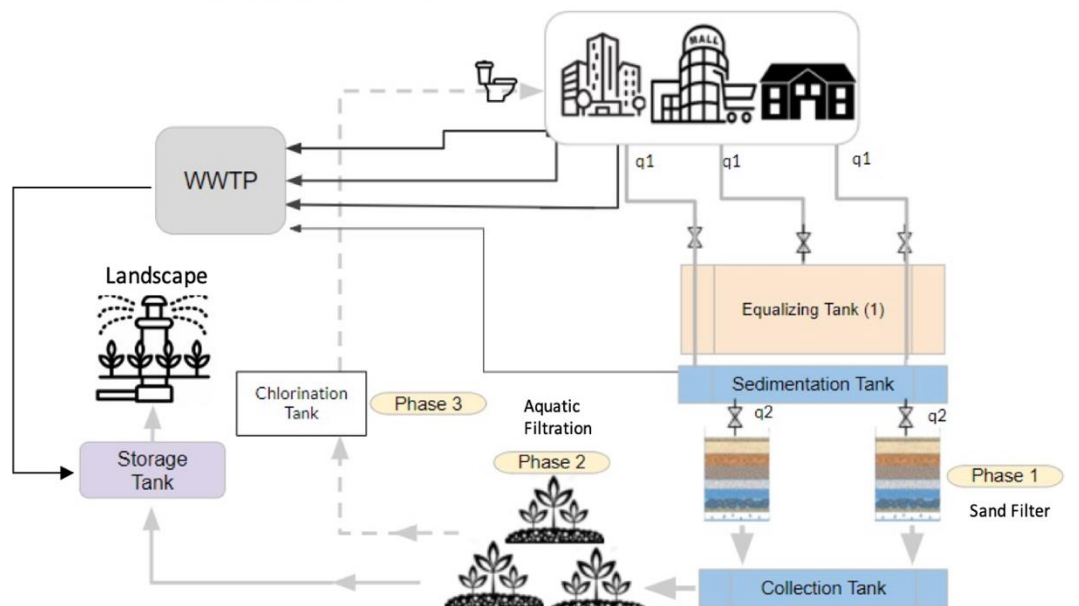 MALL
q1
q1
q1
WWTP
Landscape
Equalizing Tank (1)
Chlorination
Tank
Phase 3
Aquatic
Filtration
Sedimentation Tank
q2
q2
Storage
Tank
Phase 2
Phase 1
Sand Filter
Collection Tank